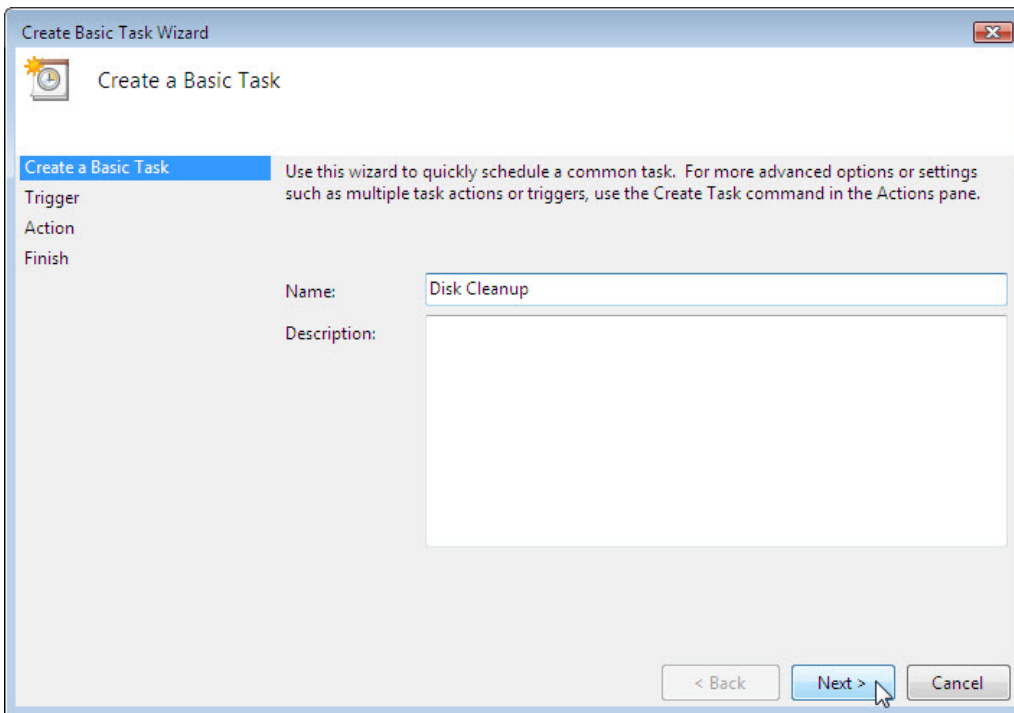 Create Basic Task Wizard
Create a Basic Task
Create a Basic Task
Trigger
Action
Finish
Use this wizard to quickly schedule a common task. For more advanced options or settings
such as multiple task actions or triggers, use the Create Task command in the Actions pane.
Name:
Disk Cleanup
Description:
< Back
Next >
Cancel